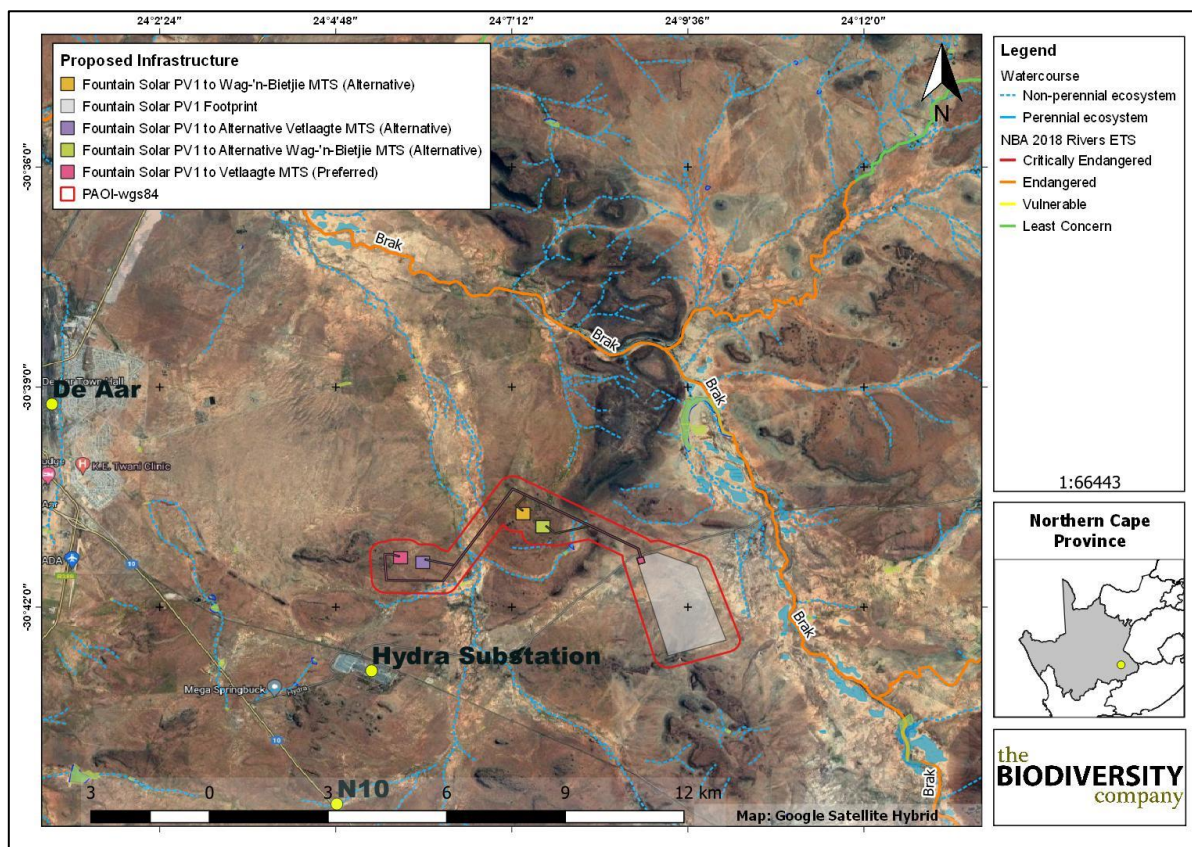 24°2'24" 24°4'48" 24°7'12" 24°9'36" 24°12'0"
Proposed Infrastructure
Fountain Solar PV1 to Wag-'n-Bietjie MTS (Alternative)
Fountain Solar PV1 Footprint
Fountain Solar PV1 to Alternative Vetlaagte MTS (Alternative)
Fountain Solar PV1 to Alternative Wag-'n-Bietjie MTS (Alternative)
Fountain Solar PV1 to Vetlaagte MTS (Preferred)
PAOI-wgs84
N
-30°36'0"
-30°39'0"
-30°42'0"
Brak
Brak
Brak
Brak
Brak
Brak
De Aar
K.E. Twani Clinic
10
Hydra Substation
Mega Springbuck
10
N10
3 0 3 6 9 12 km
Map: Google Satellite Hybrid
Legend
Watercourse
Non-perennial ecosystem
Perennial ecosystem
NBA 2018 Rivers ETS
Critically Endangered
Endangered
Vulnerable
Least Concern
1:66443
Northern Cape
Province
the
BIODIVERSITY
company